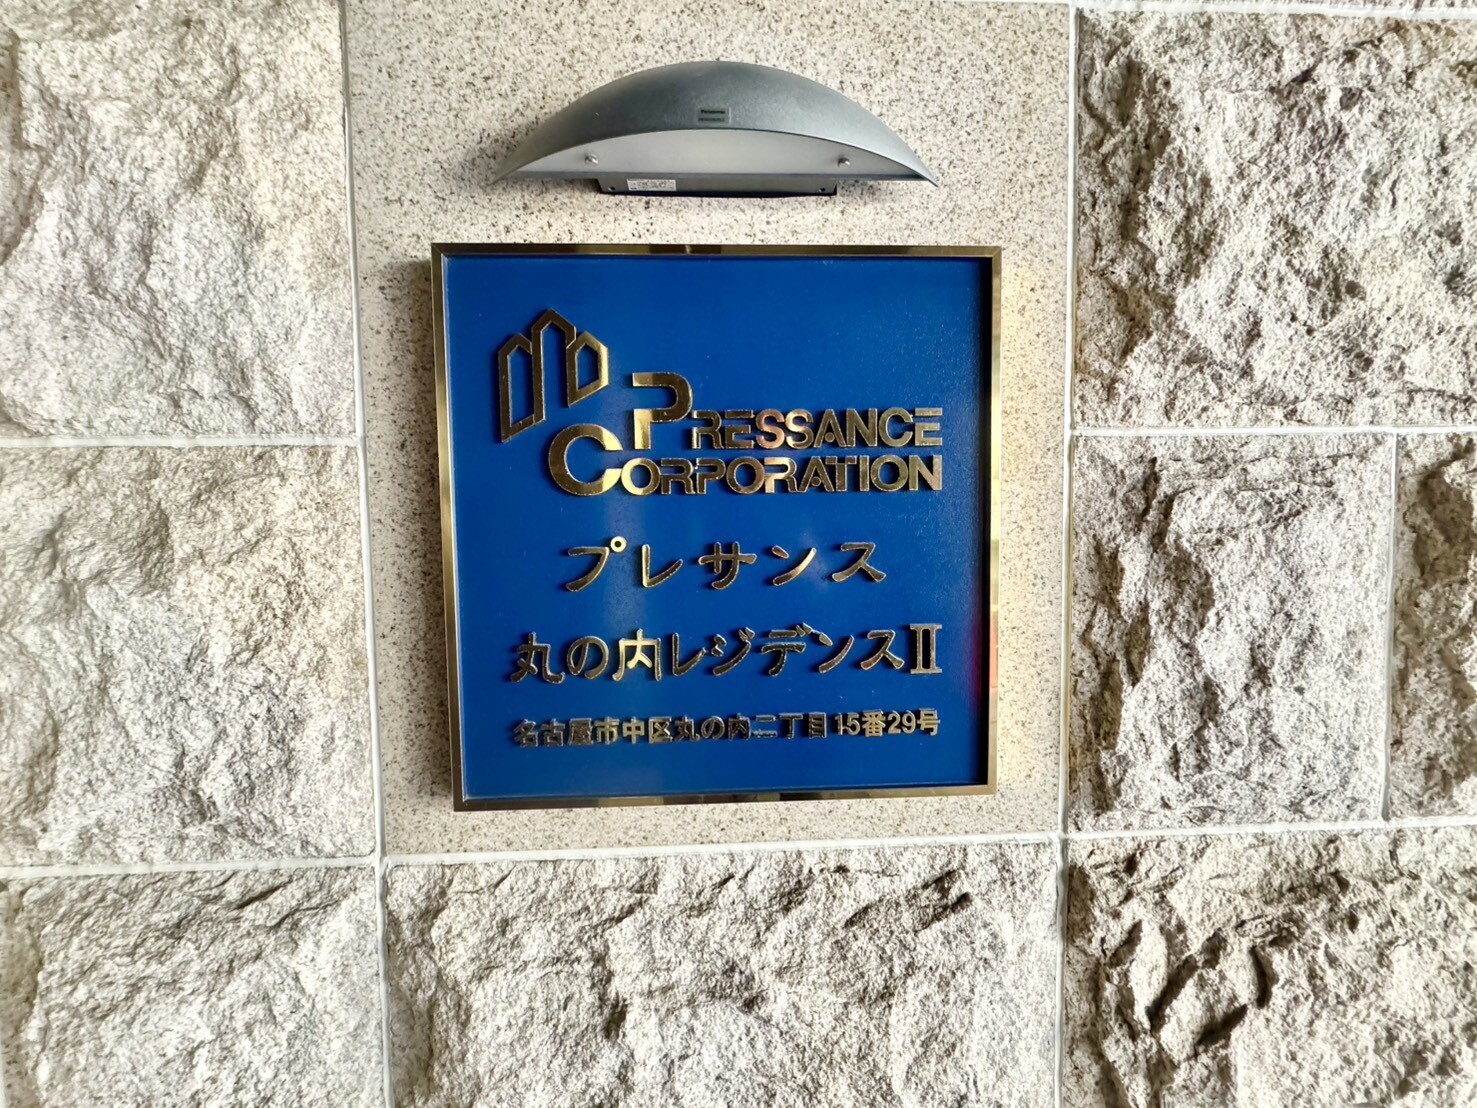 Panasonic
PRESSANCE
CORPORATION
プレサンス
丸の内レジデンスⅡ
名古屋市中区丸の内二丁目15番29号